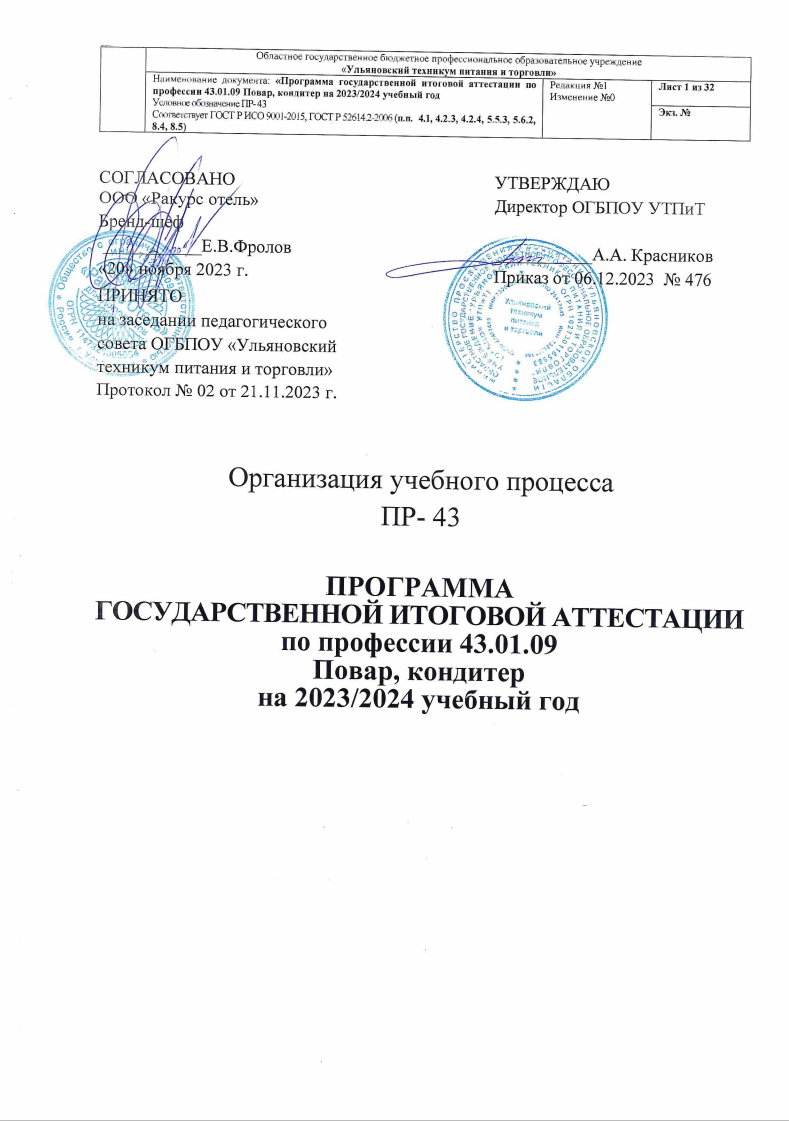 Областное государственное бюджетное профессиональное образовательное учреждение
«Ульяновский техникум питания и торговли»
Наименование документа: «Программа государственной итоговой аттестации по
профессии 43.01.09 Повар, кондитер на 2023/2024 учебный год
Условное обозначение ПР- 43
Соответствует ГОСТ Р ИСО 9001-2015, ГОСТ Р 52614.2-2006 (п.п. 4.1, 4.2.3, 4.2.4, 5.5.3, 5.6.2,
8.4, 8.5)
Редакция №1
Изменение №0
Лист 1 из 32
Экз. №
СОГЛАСОВАНО
ООО «Ракурс отель»
Бренд-шеф
Е.В.Фролов
«20» ноября 2023 г.
ПРИНЯТО
на заседании педагогического
совета ОГБПОУ «Ульяновский
техникум питания и торговли»
Протокол № 02 от 21.11.2023 г.
УТВЕРЖДАЮ
Директор ОГБПОУ УТПиТ
А.А. Красников
Приказ от 06.12.2023 № 476
Ульяновский
техникум
питания
и торговли
Организация учебного процесса
ПР- 43
ПРОГРАММА
ГОСУДАРСТВЕННОЙ ИТОГОВОЙ АТТЕСТАЦИИ
по профессии 43.01.09
Повар, кондитер
на 2023/2024 учебный год